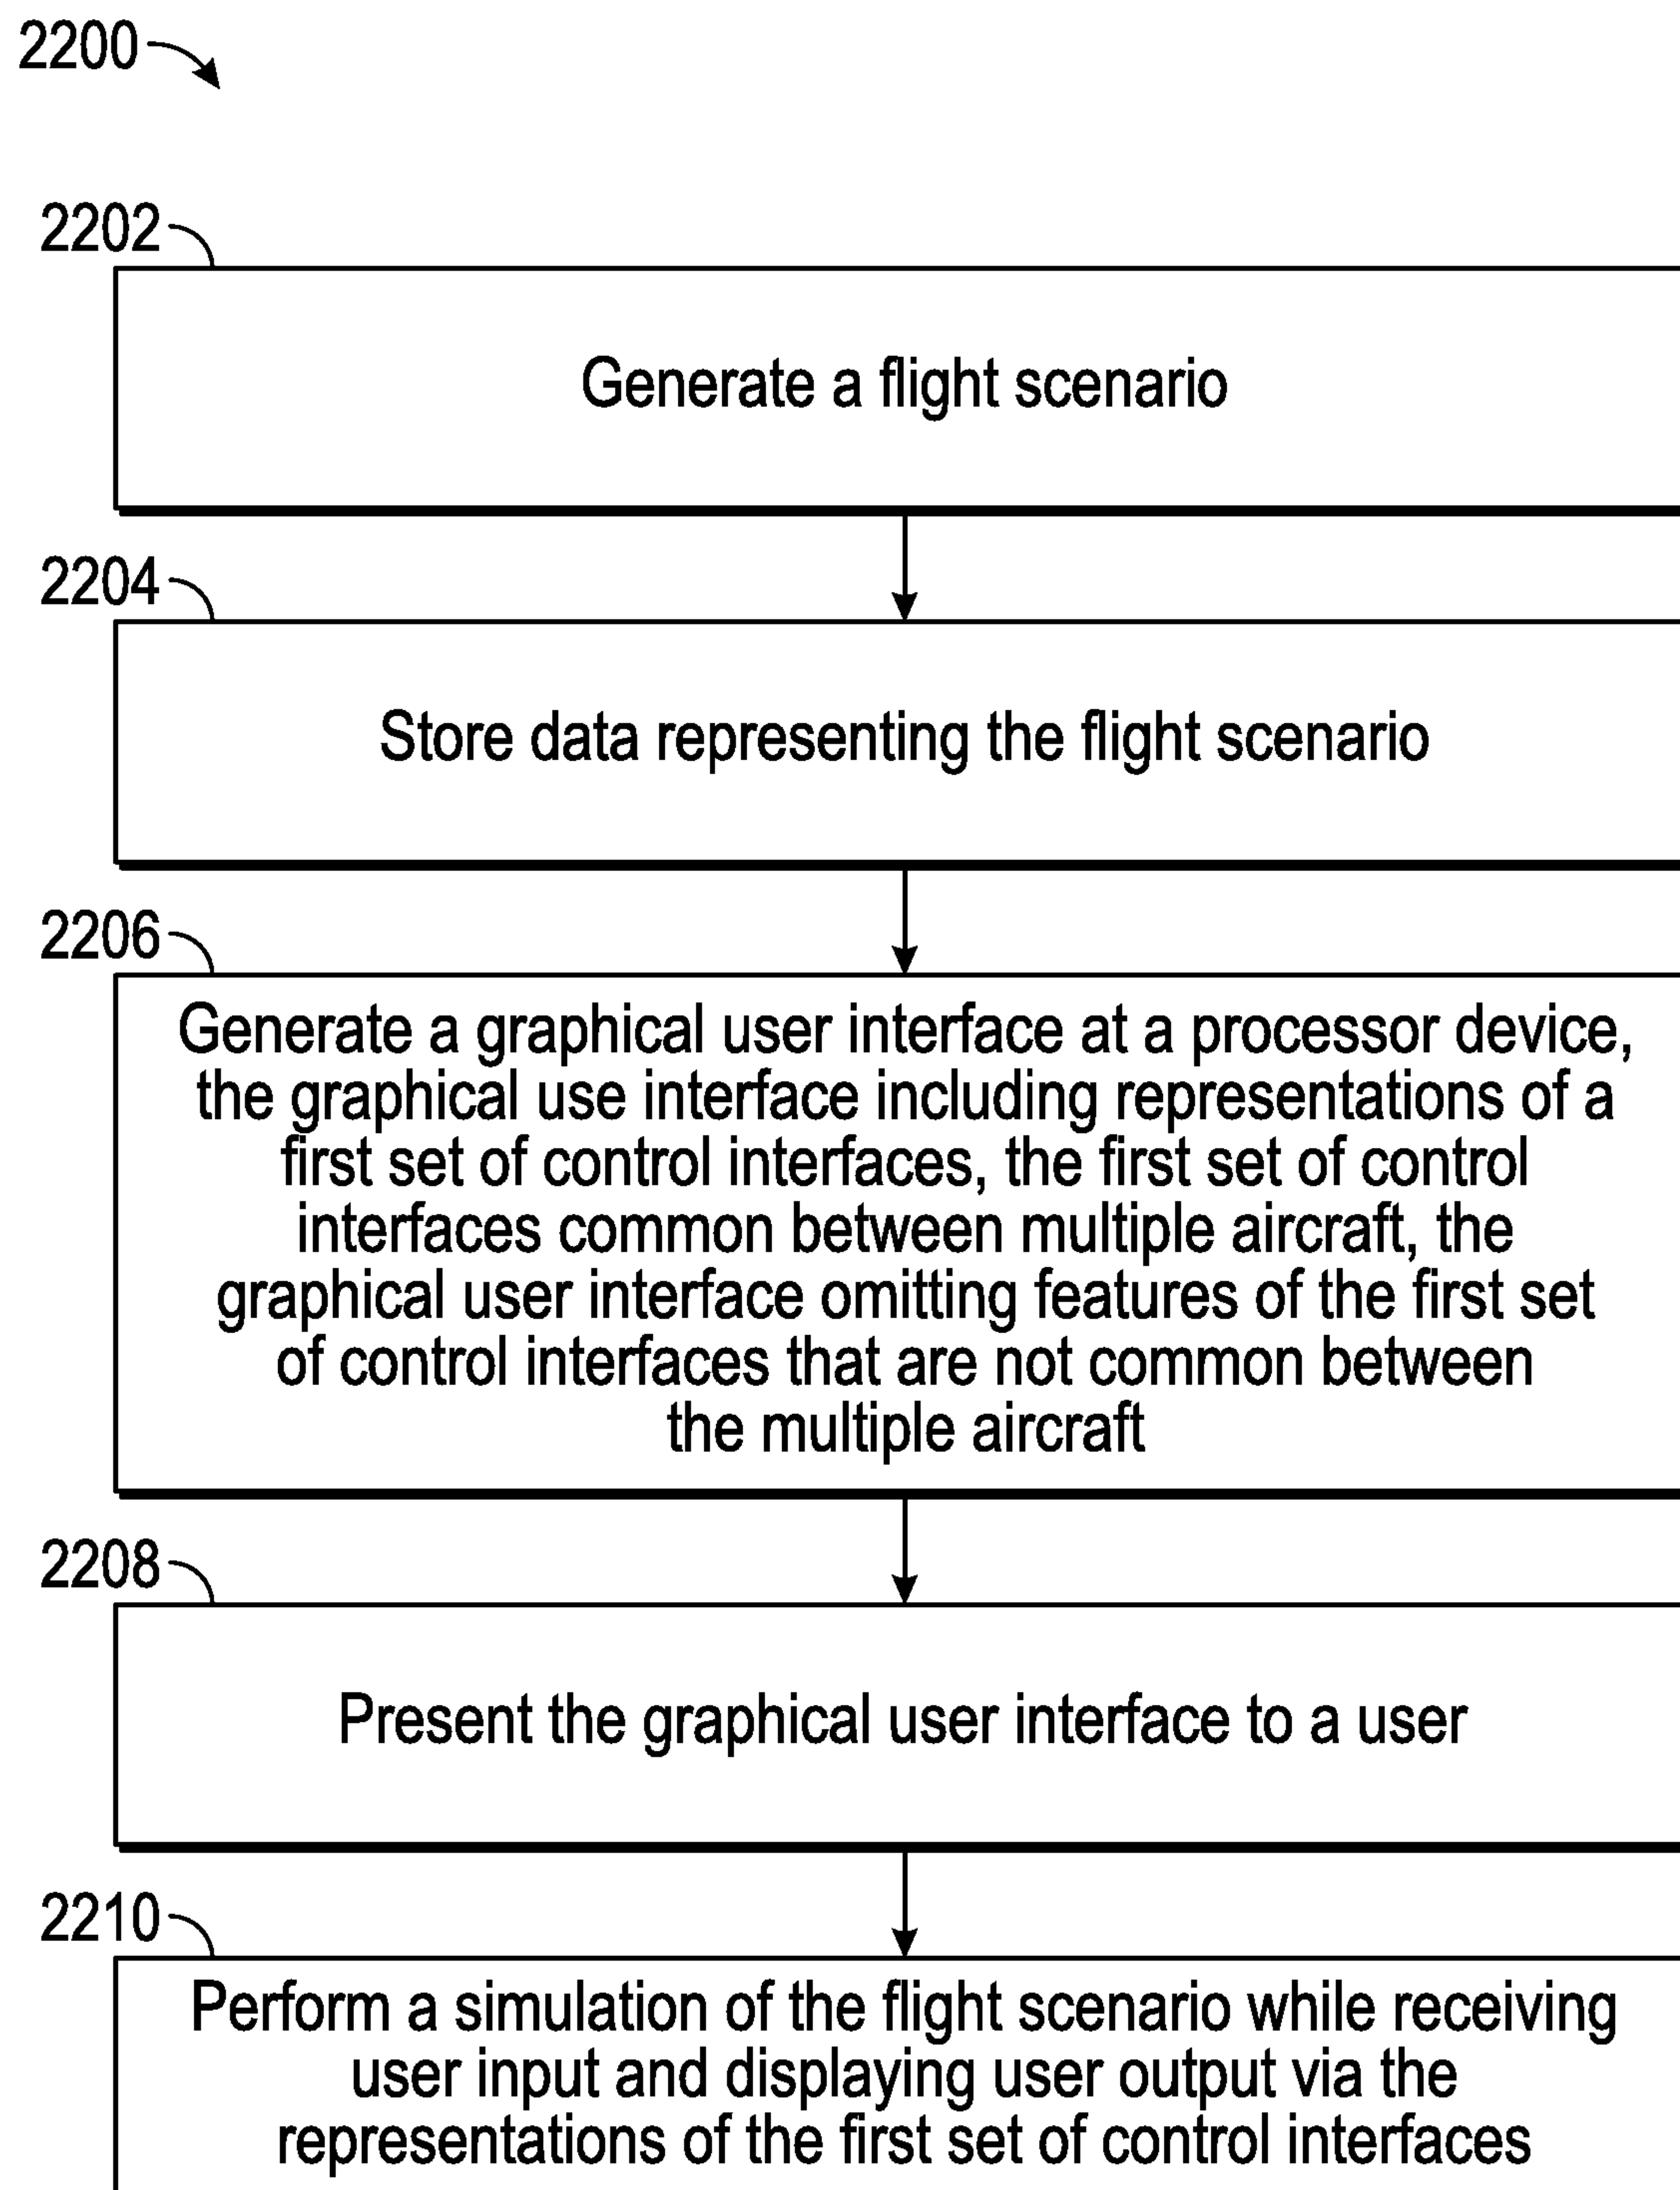 2200
2202
Generate a flight scenario
2204
Store data representing the flight scenario
2206
Generate a graphical user interface at a processor device,
the graphical use interface including representations of a
first set of control interfaces, the first set of control
interfaces common between multiple aircraft, the
graphical user interface omitting features of the first set
of control interfaces that are not common between
the multiple aircraft
2208
Present the graphical user interface to a user
2210
Perform a simulation of the flight scenario while receiving
user input and displaying user output via the
representations of the first set of control interfaces